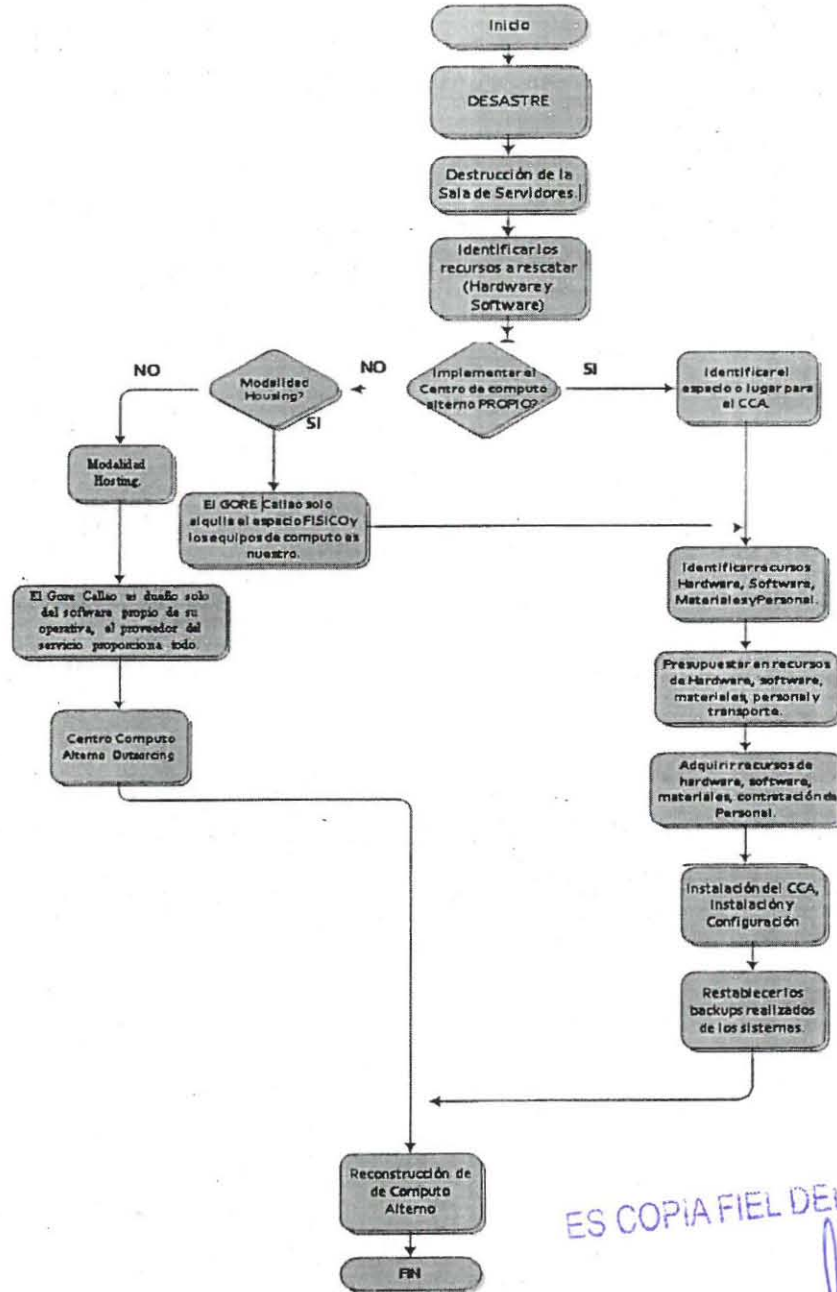 Inicio
DESASTRE
Destrucción de la
Sala de Servidores.
Identificar los
recursos a rescatar
(Hardware y
Software)
Implementar el
Centro de computo
alterno PROPIO?
NO
SI
Modalidad
Housing?
NO
SI
Identificar el
espacio o lugar para
el CCA.
Modalidad
Hosting.
El GORE Callao solo
alquila el espacio FISICO y
los equipos de computo es
nuestro.
El Gore Callao es dueño solo
del software propio de su
operativa, el proveedor del
servicio proporciona todo.
Centro Computo
Alterno Outsorcing
Identificar recursos
Hardware, Software,
Materiales y Personal.
Presupuestar en recursos
de Hardware, software,
materiales, personal y
transporte.
Adquirir recursos de
hardware, software,
materiales, contratación de
Personal.
Instalación del CCA,
Instalación y
Configuración
Restablecer los
backups realizados
de los sistemas.
Reconstrucción de
de Computo
Alterno
FIN
ES COPIA FIEL DEL